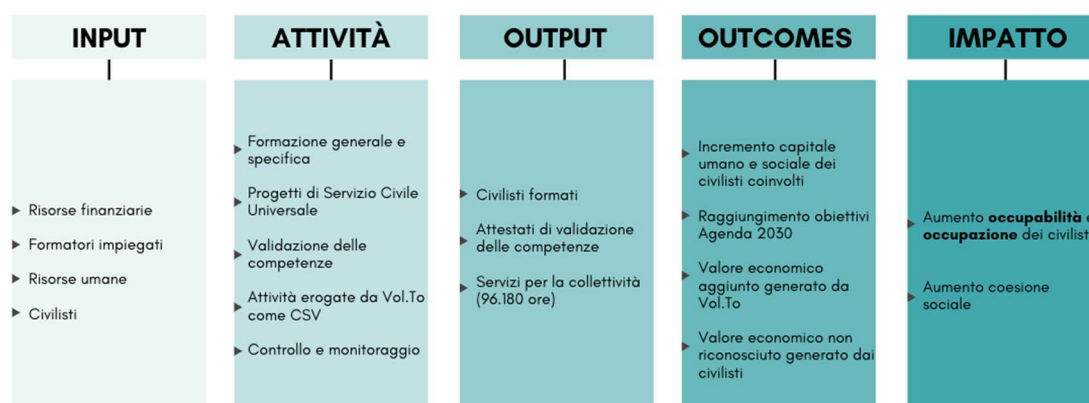 INPUT
Risorse finanziarie
Formatori impiegati
Risorse umane
Civilisti
ATTIVITÀ
Formazione generale e
specifica
Progetti di Servizio Civile
Universale
Validazione delle
competenze
Attività erogate da Vol.To
come CSV
Controllo e monitoraggio
OUTPUT
Civilisti formati
Attestati di validazione
delle competenze
Servizi per la collettività
(96.180 ore)
OUTCOMES
Incremento capitale
umano e sociale dei
civilisti coinvolti
Raggiungimento obiettivi
Agenda 2030
Valore economico
aggiunto generato da
Vol.To
Valore economico non
riconosciuto generato dai
civilisti
IMPATTO
Aumento occupabilità e
occupazione dei civilist
Aumento coesione
sociale